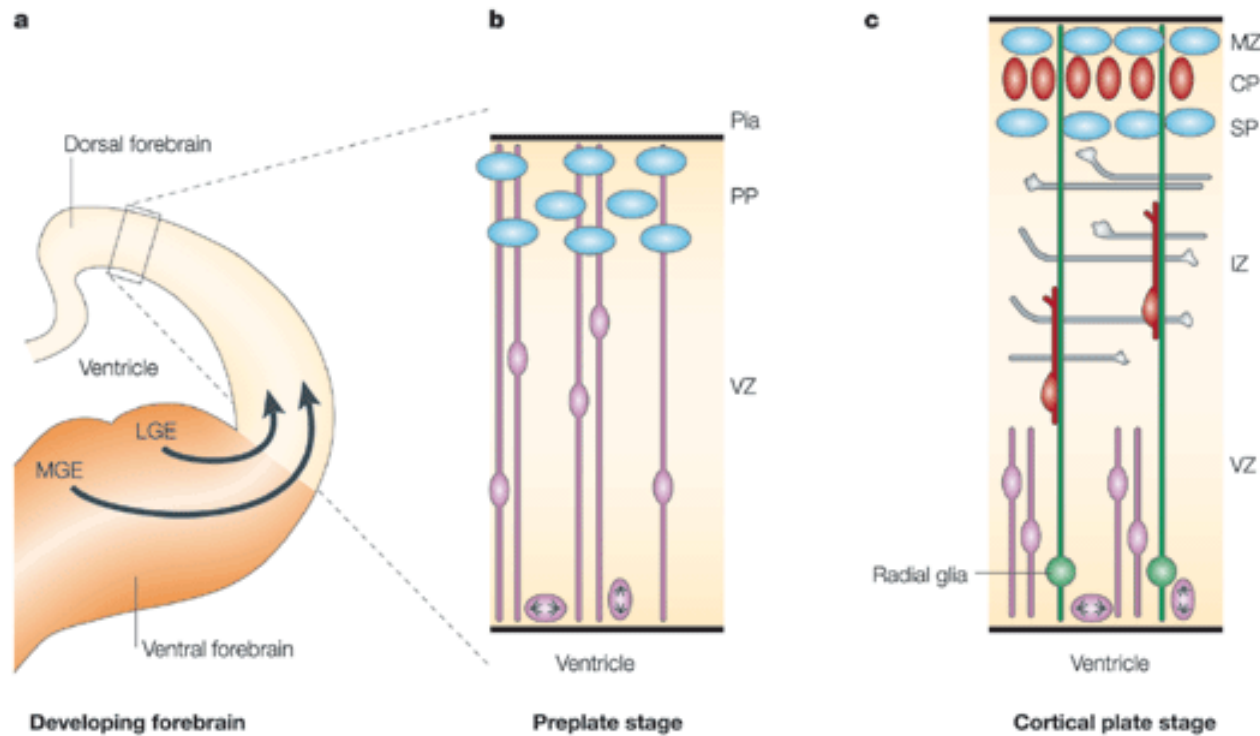 a
Dorsal forebrain
Ventricle
LGE
MGE
Ventral forebrain
Developing forebrain
b
Pia
PP
VZ
Ventricle
Preplate stage
c
MZ
CP
SP
IZ
VZ
Radial glia
Ventricle
Cortical plate stage